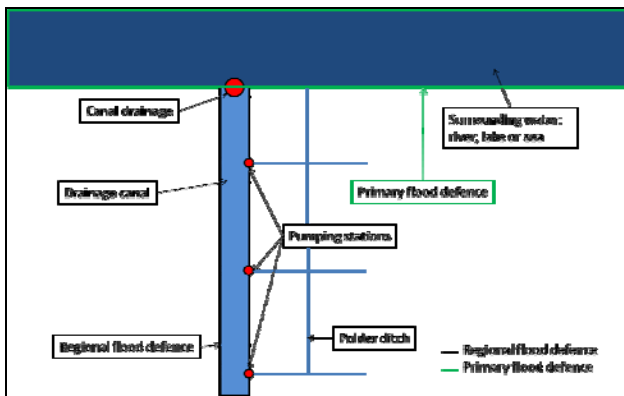 Canal drainage
Surrounding water:
river, lake or sea
Drainage canal
Primary flood defence
Pumping stations
Regional flood defence
Polder ditch
Regional flood defence
Primary flood defence